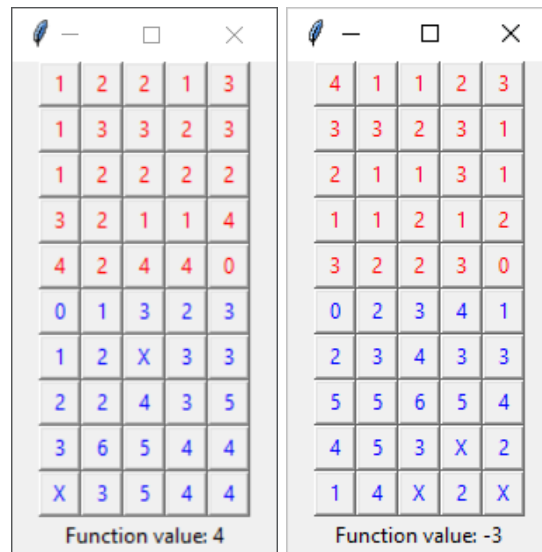 1 2 2 1 3
1 3 3 2 3
1 2 2 2 2
3 2 1 1 4
4 2 4 4 0
0 1 3 2 3
1 2 X 3 3
2 2 4 3 5
3 6 5 4 4
X 3 5 4 4
Function value: 4
4 1 1 2 3
3 3 2 3 1
2 1 1 3 1
1 1 2 1 2
3 2 2 3 0
0 2 3 4 1
2 3 4 3 3
5 5 6 5 4
4 5 3 X 2
1 4 X 2 X
Function value: -3